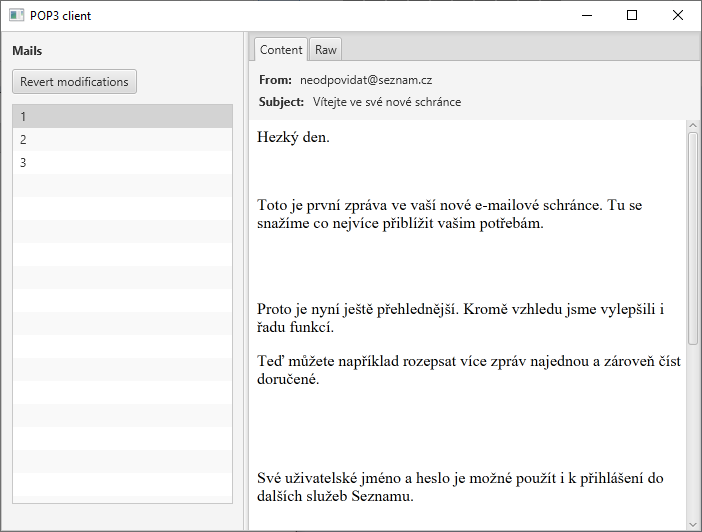 POP3 client
Mails
Revert modifications
1
2
3
Content
Raw
From: neodpovidat@seznam.cz
Subject: Vítejte ve své nové schránce
Hezký den.
Toto je první zpráva ve vaší nové e-mailové schránce. Tu se
snažíme co nejvíce přiblížit vašim potřebám.
Proto je nyní ještě přehlednější. Kromě vzhledu jsme vylepšili i
řadu funkcí.
Teď můžete například rozepsat více zpráv najednou a zároveň číst
doručené.
Své uživatelské jméno a heslo je možné použít i k přihlášení do
dalších služeb Seznamu.